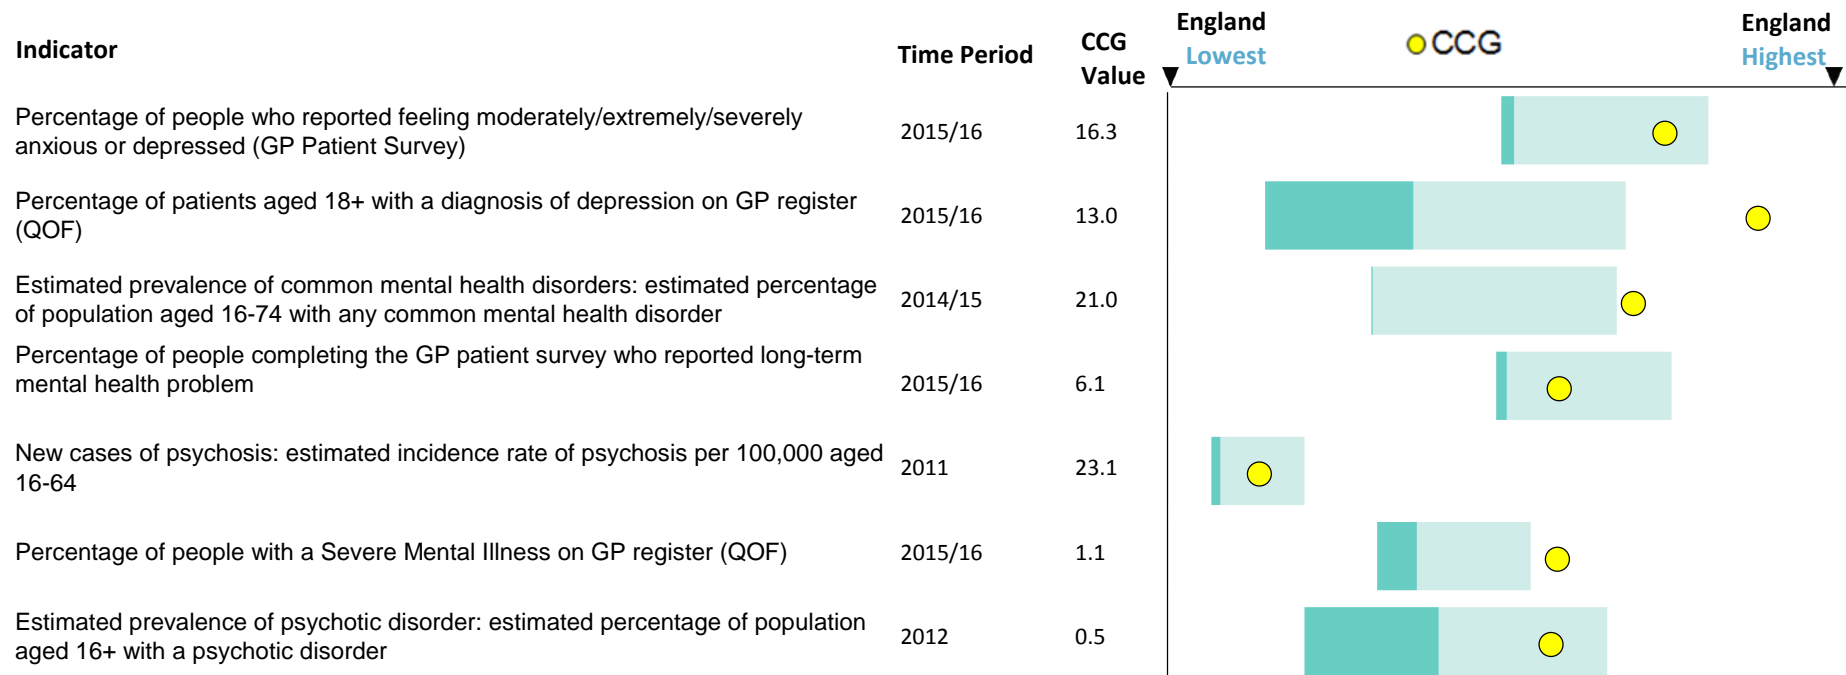 Indicator
Time Period
CCG
Value
England
Lowest
CCG
England
Highest
Percentage of people who reported feeling moderately/extremely/severely
anxious or depressed (GP Patient Survey)
2015/16
16.3
Percentage of patients aged 18+ with a diagnosis of depression on GP register
(QOF)
2015/16
13.0
Estimated prevalence of common mental health disorders: estimated percentage
of population aged 16-74 with any common mental health disorder
2014/15
21.0
Percentage of people completing the GP patient survey who reported long-term
mental health problem
2015/16
6.1
New cases of psychosis: estimated incidence rate of psychosis per 100,000 aged
16-64
2011
23.1
Percentage of people with a Severe Mental Illness on GP register (QOF)
2015/16
1.1
Estimated prevalence of psychotic disorder: estimated percentage of population
aged 16+ with a psychotic disorder
2012
0.5